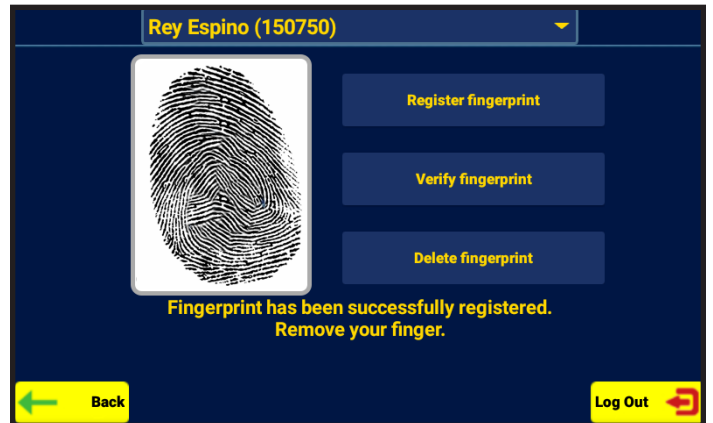 Rey Espino (150750)
Register fingerprint
Verify fingerprint
Delete fingerprint
Fingerprint has been successfully registered.
Remove your finger.
Back
Log Out